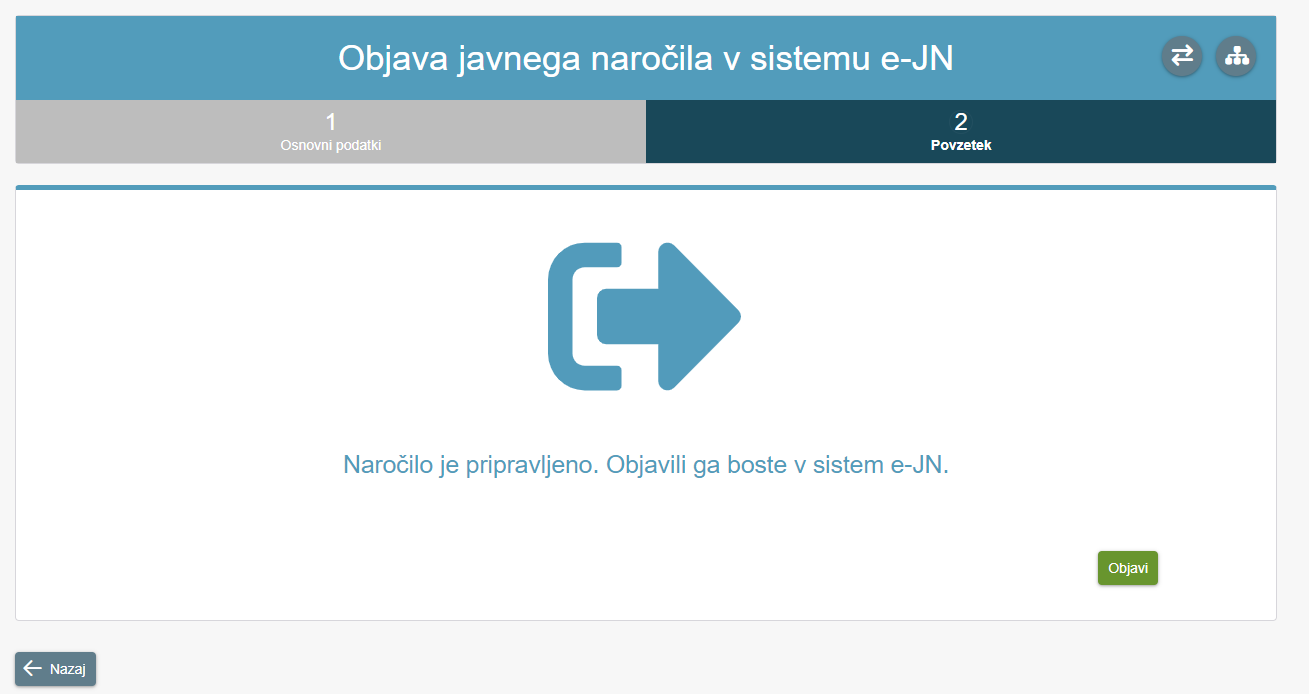 Objava javnega naročila v sistemu e-JN
1
Osnovni podatki
2
Povzetek
Naročilo je pripravljeno. Objavili ga boste v sistem e-JN.
Objavi
Nazaj